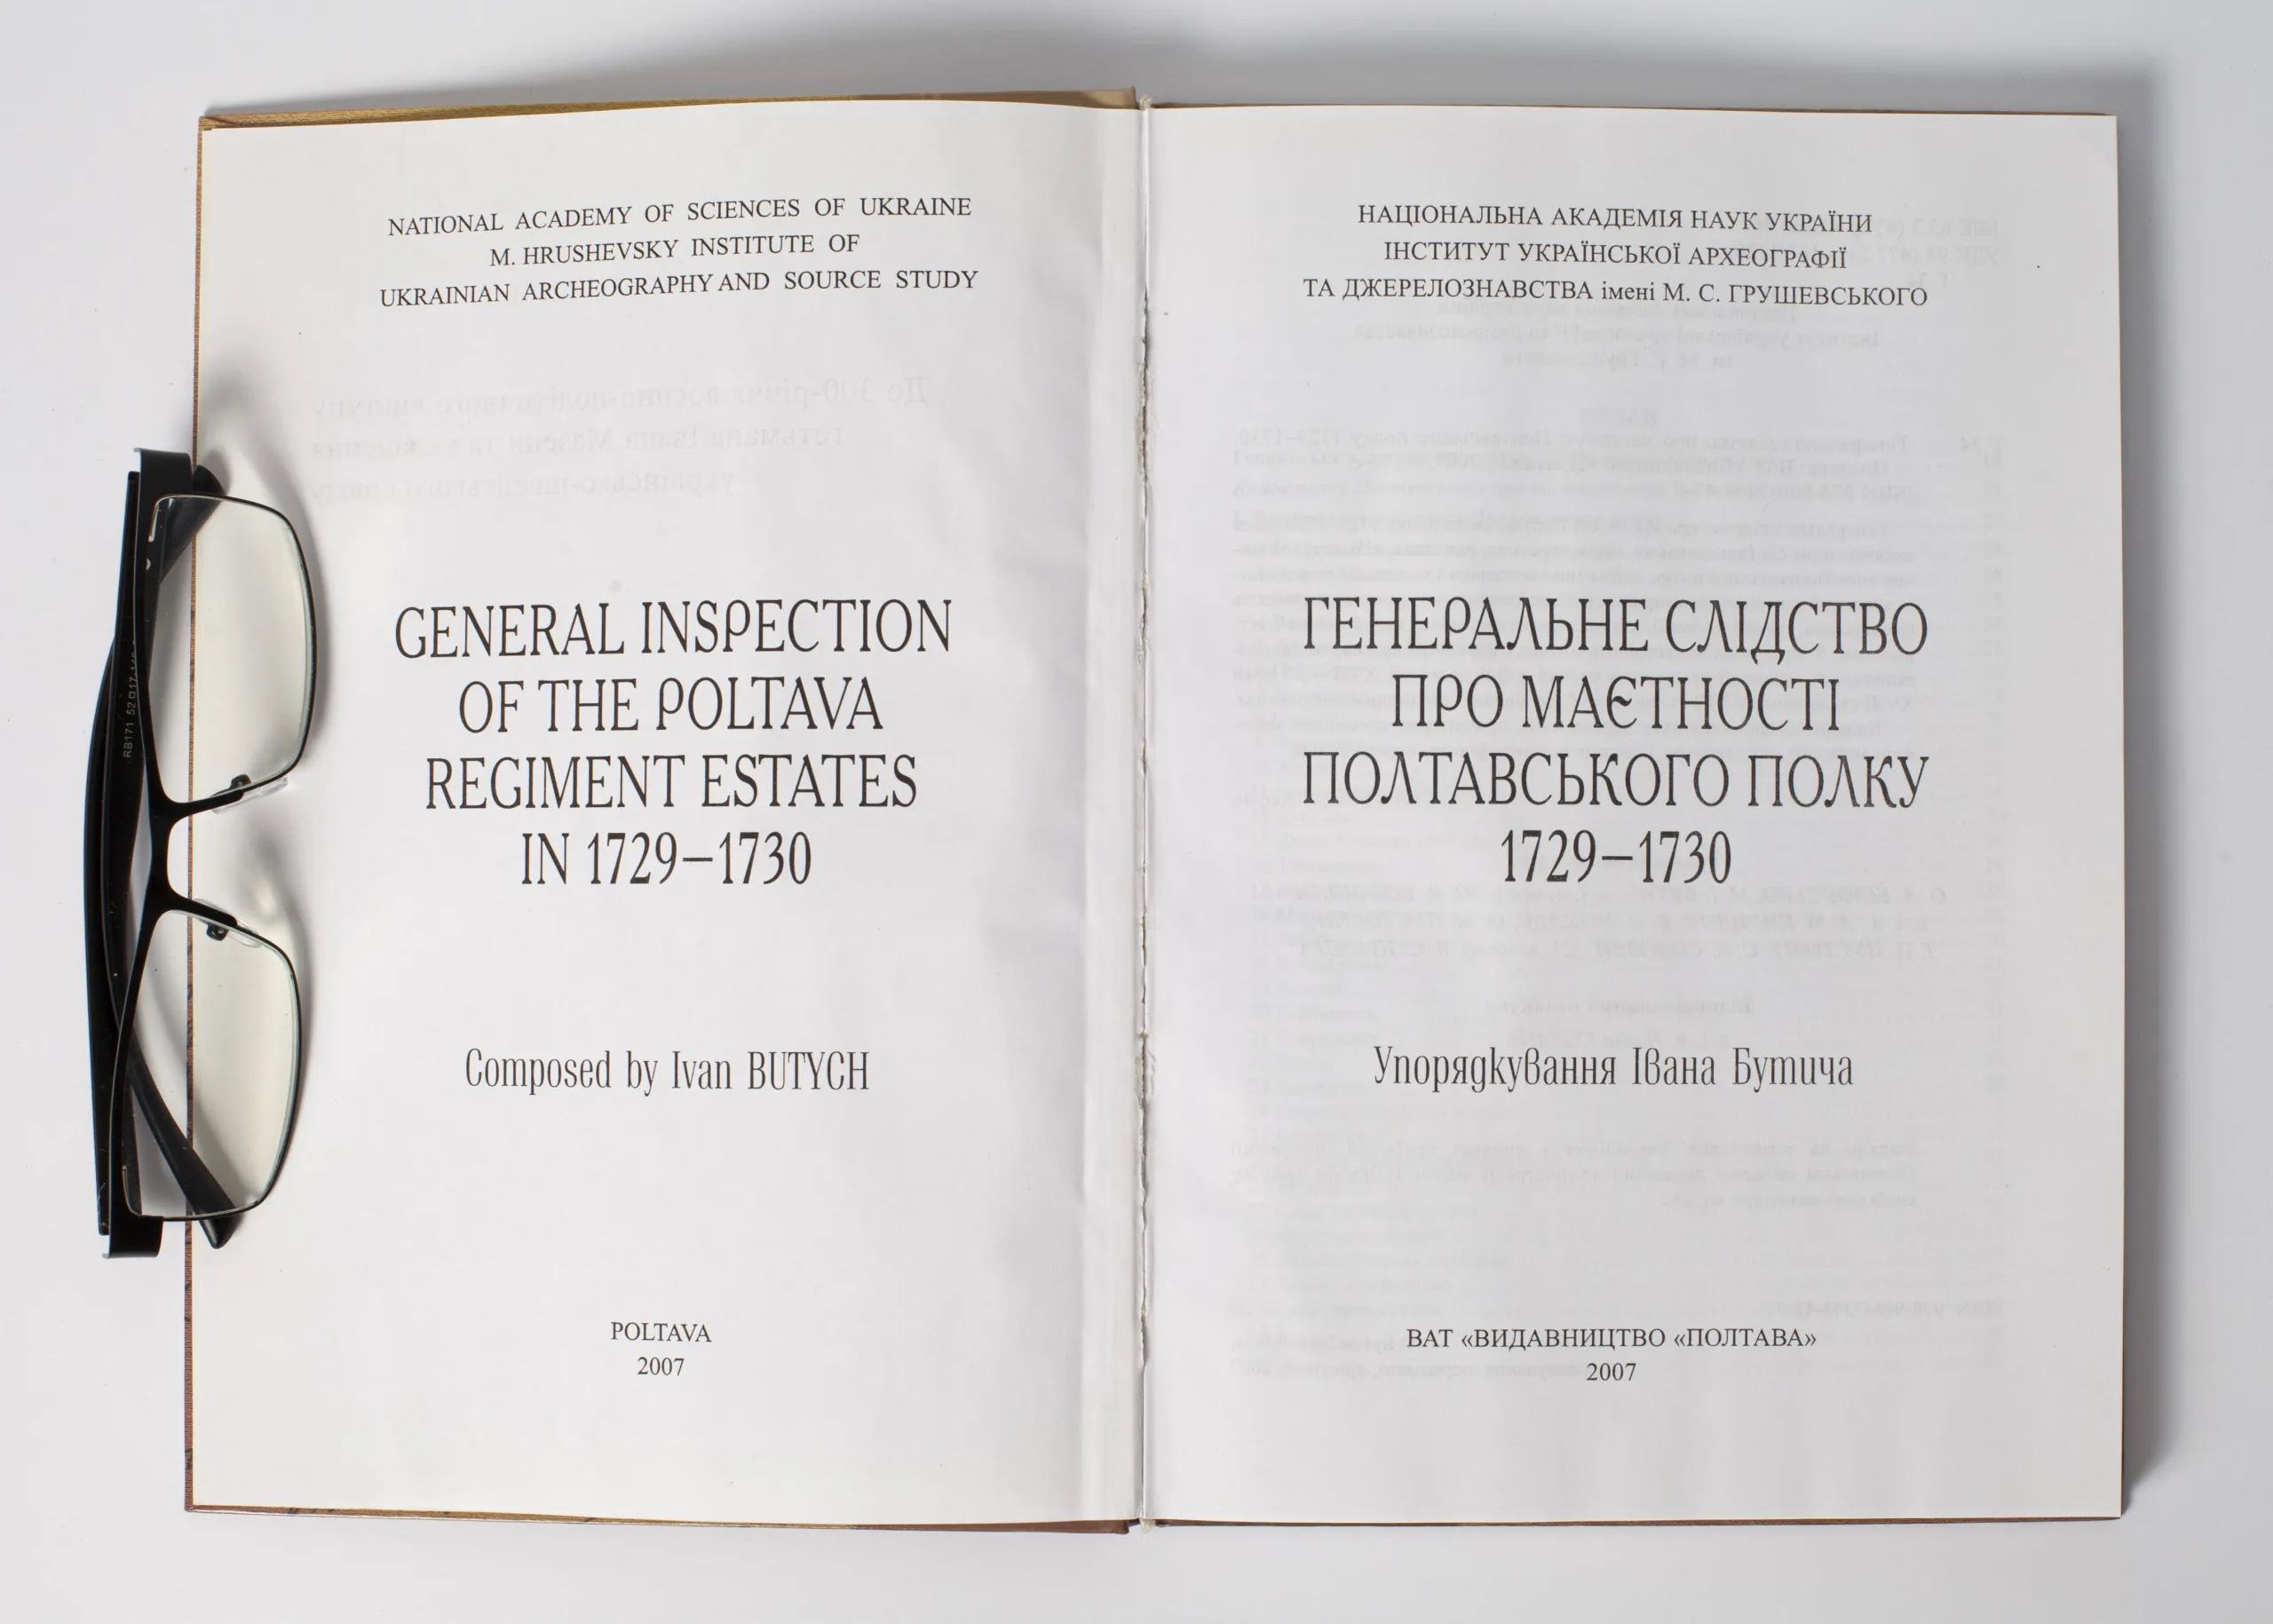 NATIONAL ACADEMY OF SCIENCES OF UKRAINE
M. HRUSHEVSKY INSTITUTE OF
UKRAINIAN ARCHEOGRAPHY AND SOURCE STUDY
GENERAL INSPECTION
OF THE POLTAVA
REGIMENT ESTATES
IN 1729–1730
Composed by Ivan BUTYCH
POLTAVA
2007
НАЦІОНАЛЬНА АКАДЕМІЯ НАУК УКРАЇНИ
ІНСТИТУТ УКРАЇНСЬКОЇ АРХЕОГРАФІЇ
ТА ДЖЕРЕЛОЗНАВСТВА імені М. С. ГРУШЕВСЬКОГО
ГЕНЕРАЛЬНЕ СЛІДСТВО
ПРО МАЄТНОСТІ
ПОЛТАВСЬКОГО ПОЛКУ
1729–1730
Упорядкування Івана Бутича
ВАТ «ВИДАВНИЦТВО «ПОЛТАВА»
2007